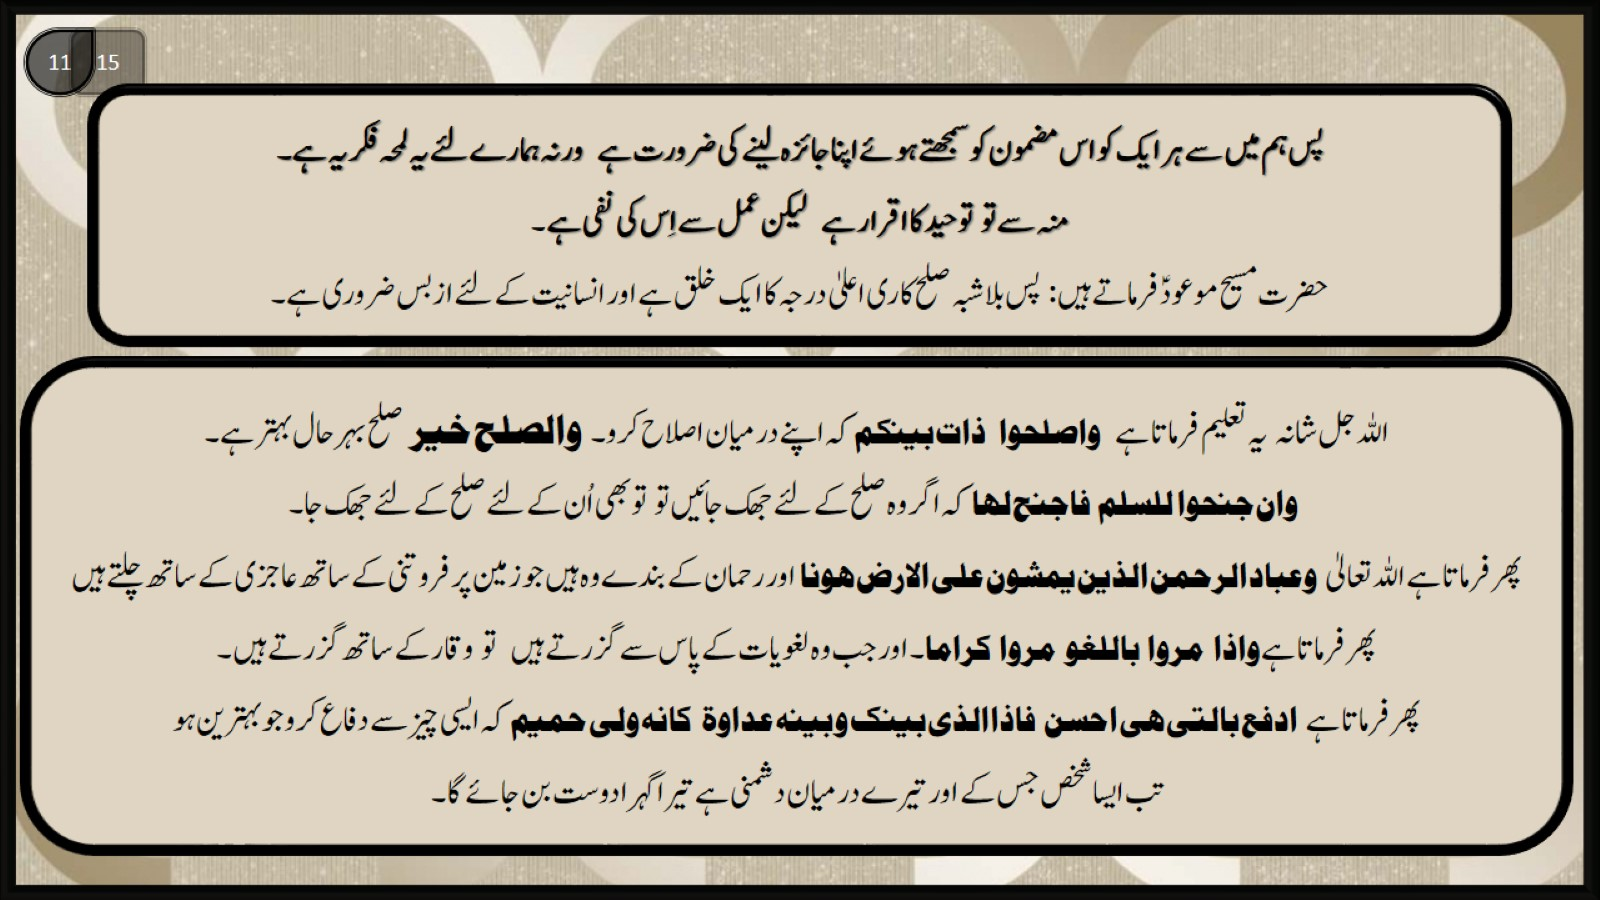 11 15
پس ہم میں سے ہر ایک کو اس مضمون کو سمجھتے ہوئے اپنا جائزہ لینے کی ضرورت ہے ورنہ ہمارے لئے یہ لمحہ فکریہ ہے۔
منہ سے تو توحید کا اقرار ہے لیکن عمل سے اِس کی نفی ہے۔
حضرت مسیح موعودؑ فرماتے ہیں: پس بلاشبہ صلح کاری اعلیٰ درجہ کا ایک خلق ہے اور انسانیت کے لئے ازبس ضروری ہے۔
اللہ جل شانہ یہ تعلیم فرماتا ہے واصلحوا ذات بینکم کہ اپنے درمیان اصلاح کرو۔ والصلح خیر صلح بہر حال بہتر ہے۔
وان جنحوا للسلم فاجنح لھا کہ اگر وہ صلح کے لئے جھک جائیں تو تو بھی اُن کے لئے صلح کے لئے جھک جا۔
پھر فرماتا ہے اللہ تعالیٰ وعباد الرحمن الذین یمشون علی الارض ھونا اور رحمان کے بندے وہ ہیں جو زمین پر فروتنی کے ساتھ عاجزی کے ساتھ چلتے ہیں
پھر فرماتا ہے واذا مروا باللغو مروا کراما۔ اور جب وہ لغویات کے پاس سے گزرتے ہیں تو وقار کے ساتھ گزرتے ہیں۔
پھر فرماتا ہے ادفع بالتی ھی احسن فاذا الذی بینک وبینہ عداوۃ کانہ ولی حمیم کہ ایسی چیز سے دفاع کرو جو بہترین ہو
تب ایسا شخص جس کے اور تیرے درمیان دشمنی ہے تیرا گہرا دوست بن جائے گا۔